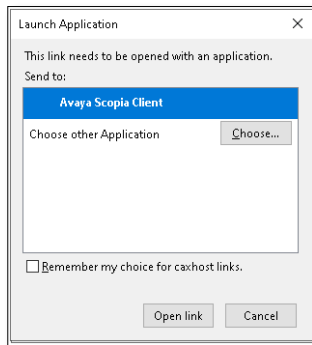 Launch Application
This link needs to be opened with an application.
Send to:
Avaya Scopia Client
Choose other Application Choose...
Remember my choice for caxhost links.
Open link Cancel